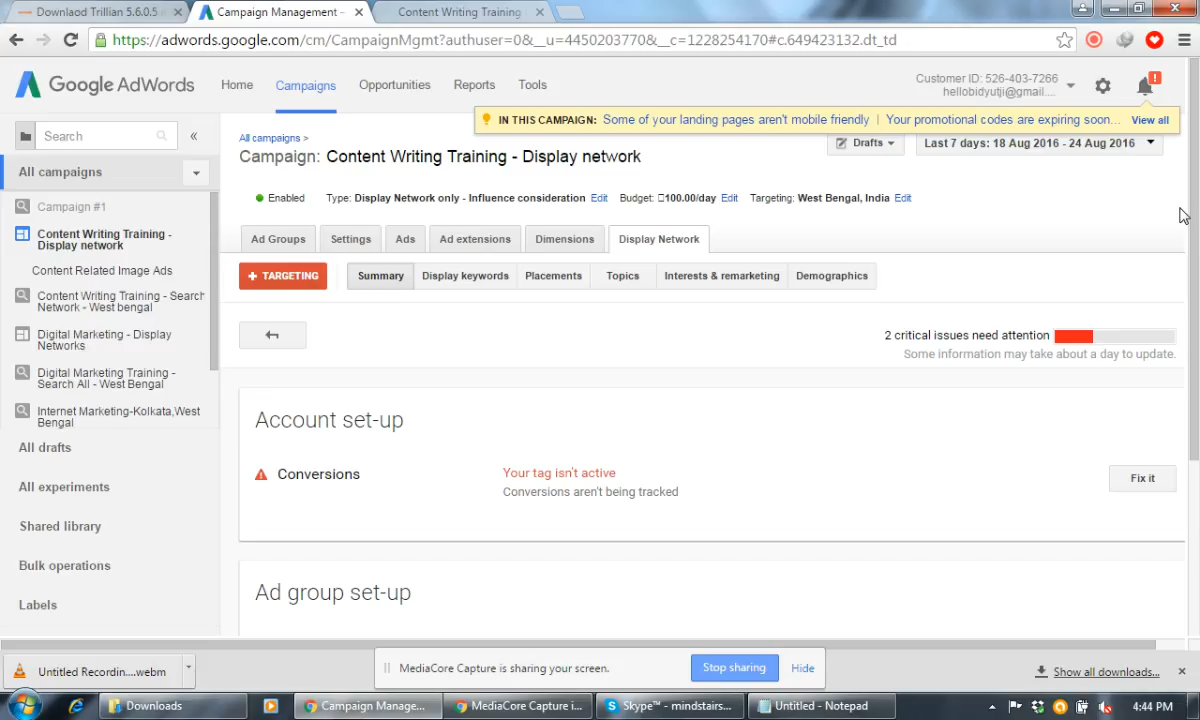 Downlaod Trillian 5.6.0.5
Campaign Management -
Content Writing Training
https://adwords.google.com/cm/CampaignMgmt?authuser=0&__u=4450203770&__c=1228254170#c.649423132.dt_td
Google AdWords
Home
Campaigns
Opportunities
Reports
Tools
Customer ID: 526-403-7266
hellobidyutji@gmail....
!
IN THIS CAMPAIGN: Some of your landing pages aren't mobile friendly | Your promotional codes are expiring soon... View all
Search
«
All campaigns >
Campaign: Content Writing Training - Display network
Drafts
Last 7 days: 18 Aug 2016 - 24 Aug 2016
All campaigns
Enabled
Type: Display Network only - Influence consideration Edit
Budget: ▯100.00/day Edit
Targeting: West Bengal, India Edit
Campaign #1
Content Writing Training -
Display network
Content Related Image Ads
Content Writing Training - Search
Network - West bengal
Digital Marketing - Display
Networks
Digital Marketing Training -
Search All - West Bengal
Internet Marketing-Kolkata,West
Bengal
All drafts
All experiments
Shared library
Bulk operations
Labels
Ad Groups
Settings
Ads
Ad extensions
Dimensions
Display Network
+ TARGETING
Summary
Display keywords
Placements
Topics
Interests & remarketing
Demographics
2 critical issues need attention
Some information may take about a day to update.
Account set-up
Conversions
Your tag isn't active
Conversions aren't being tracked
Fix it
Ad group set-up
Untitled Recordin....webm
MediaCore Capture is sharing your screen.
Stop sharing
Hide
Show all downloads...
Downloads
Campaign Manage...
MediaCore Capture i...
Skype™ - mindstairs...
Untitled - Notepad
4:44 PM